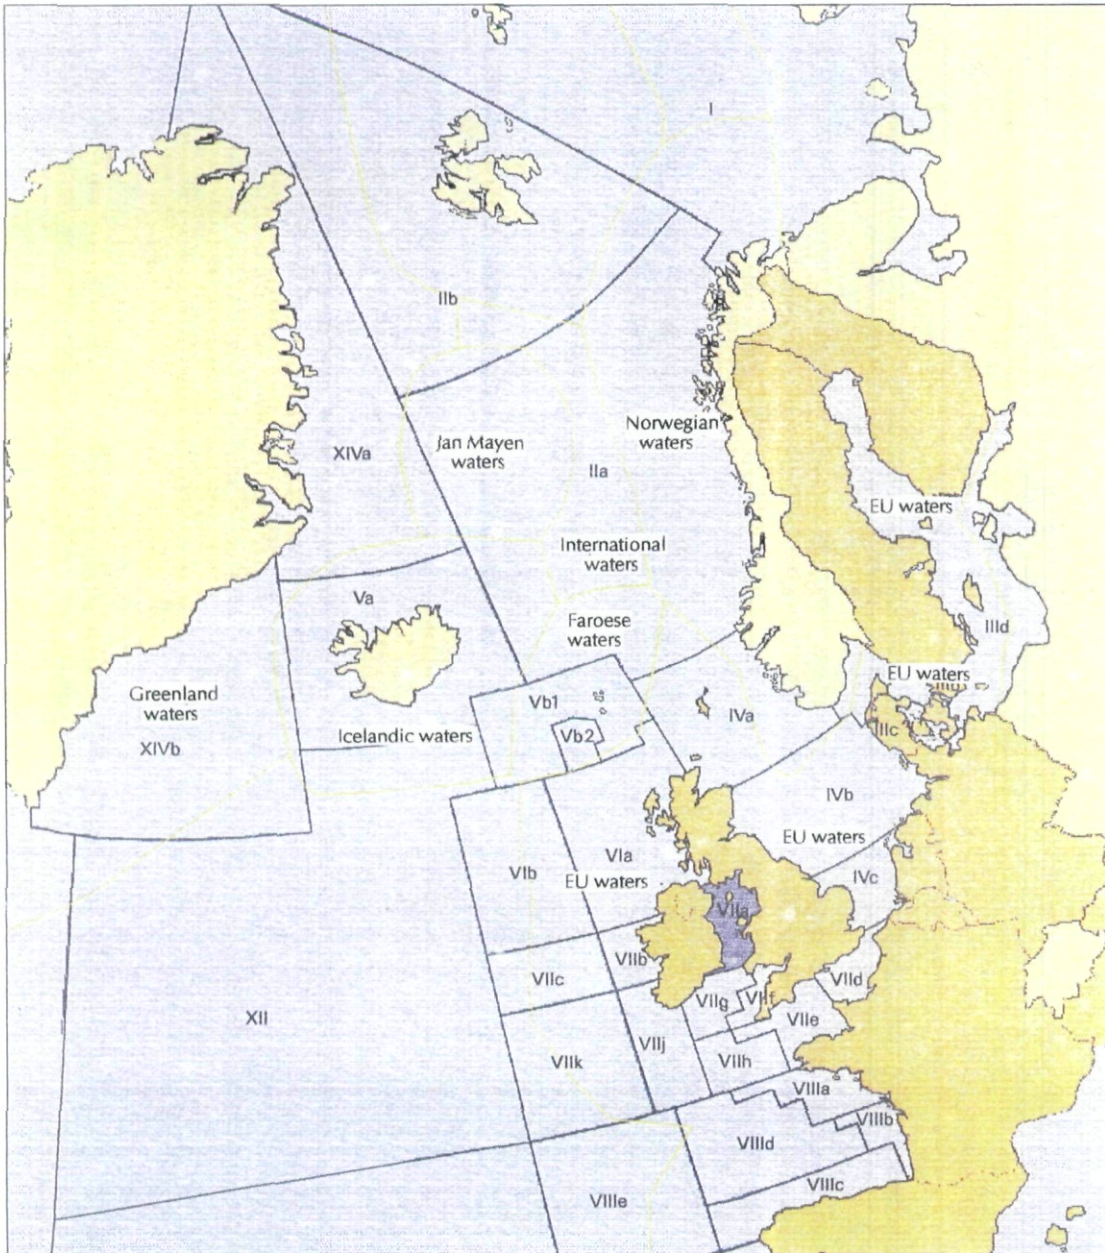 I
IIb
Norwegian
waters
Jan Mayen
waters
XIVa
IIa
EU waters
International
waters
Va
Faroese
waters
IIId
EU waters
Greenland
waters
Vb1
IVa
Icelandic waters
Vb2
IIIc
XIVb
IVb
EU waters
VIa
VIb
EU waters
IVc
VIIa
VIIb
VIIc
VIId
VIIg
VIIf
VIIe
XII
VIIj
VIIk
VIIh
VIIIa
VIIIb
VIIId
VIIIc
VIIIe